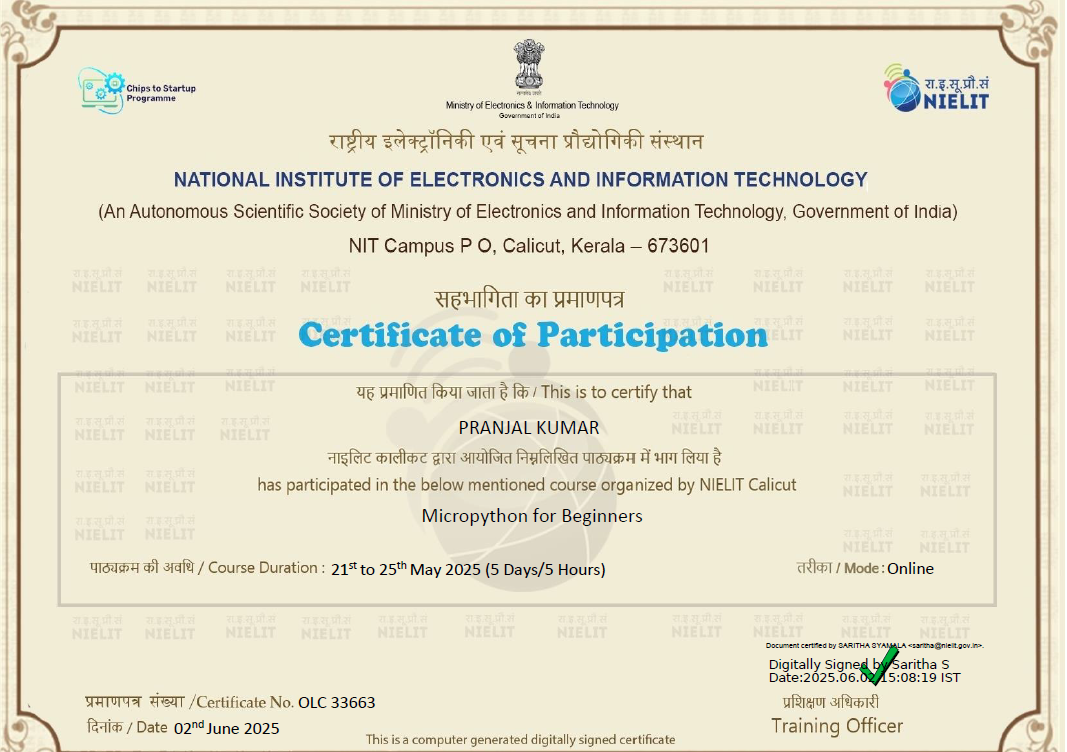 Chips to Startup
Programme
सत्यमेव जयते
Ministry of Electronics & Information Technology
Government of India
रा.इ.सू.प्रौ.सं
NIELIT
राष्ट्रीय इलेक्ट्रॉनिकी एवं सूचना प्रौद्योगिकी संस्थान
NATIONAL INSTITUTE OF ELECTRONICS AND INFORMATION TECHNOLOGY
(An Autonomous Scientific Society of Ministry of Electronics and Information Technology, Government of India)
NIT Campus P O, Calicut, Kerala – 673601
सहभागिता का प्रमाणपत्र
Certificate of Participation
यह प्रमाणित किया जाता है कि / This is to certify that
PRANJAL KUMAR
नाइलिट कालीकट द्वारा आयोजित निम्नलिखित पाठ्यक्रम में भाग लिया है
has participated in the below mentioned course organized by NIELIT Calicut
Micropython for Beginners
पाठ्यक्रम की अवधि / Course Duration : 21st to 25th May 2025 (5 Days/5 Hours) तरीका / Mode : Online
Document certified by SARITHA SYAMALA <saritha@nielit.gov.in>.
Digitally Signed by Saritha S
Date:2025.06.02 15:08:19 IST
प्रमाणपत्र संख्या /Certificate No. OLC 33663
प्रशिक्षण अधिकारी
दिनांक / Date 02nd June 2025
Training Officer
This is a computer generated digitally signed certificate